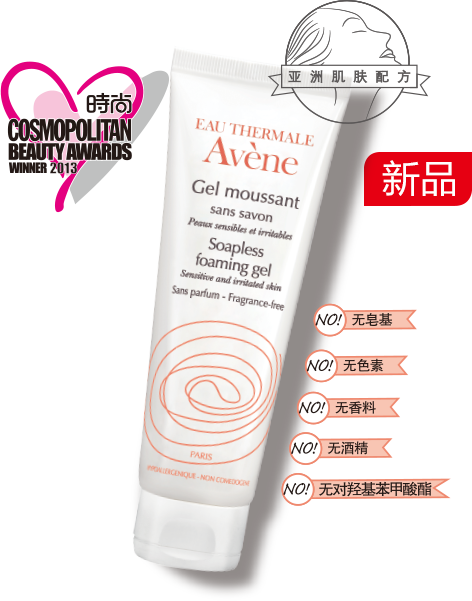 亚洲肌肤配方
時尚
COSMOPOLITAN
BEAUTY AWARDS
WINNER 2013
新品
EAU THERMALE
Avène
Gel moussant
sans savon
Peaux sensibles et irritables
Soapless
foaming gel
Sensitive and irritated skin
Sans parfum - Fragrance-free
NO! 无皂基
NO! 无色素
NO! 无香料
NO! 无酒精
NO! 无对羟基苯甲酸酯
PARIS
HYPOALLERGENIQUE - NON COMEDOGENE